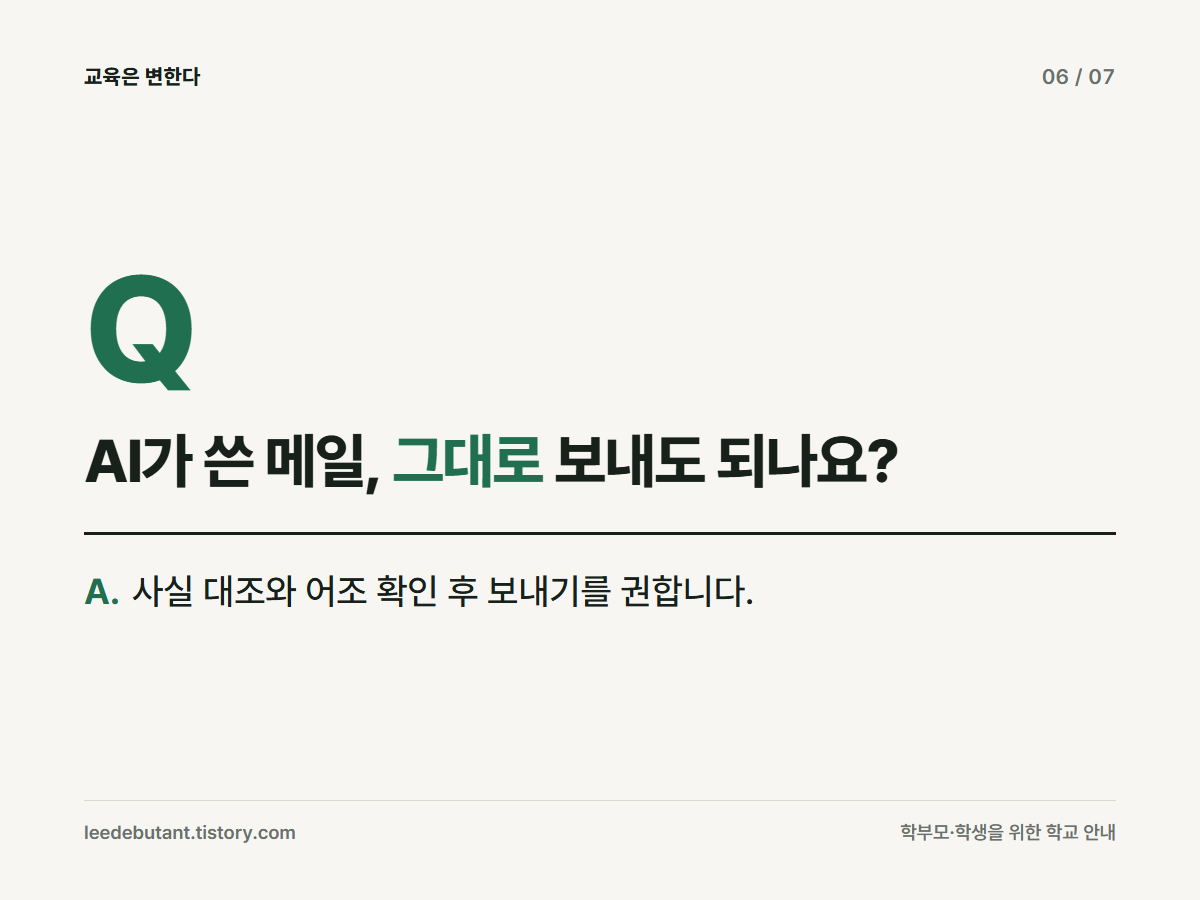 교육은 변한다
06 / 07
Q
AI가 쓴 메일, 그대로 보내도 되나요?
A. 사실 대조와 어조 확인 후 보내기를 권합니다.
leedebutant.tistory.com
학부모·학생을 위한 학교 안내